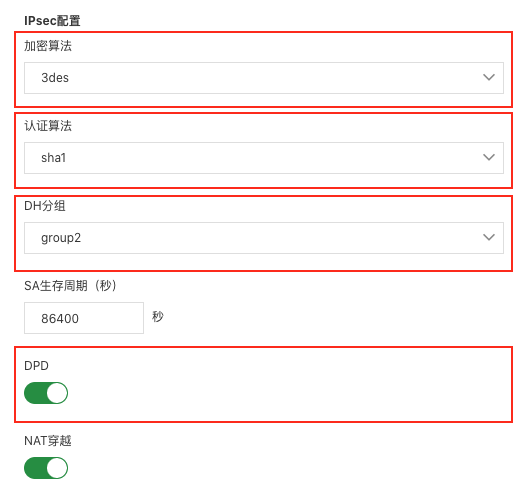 IPsec配置
加密算法
3des
认证算法
sha1
DH分组
group2
SA生存周期（秒）
86400 秒
DPD
NAT穿越